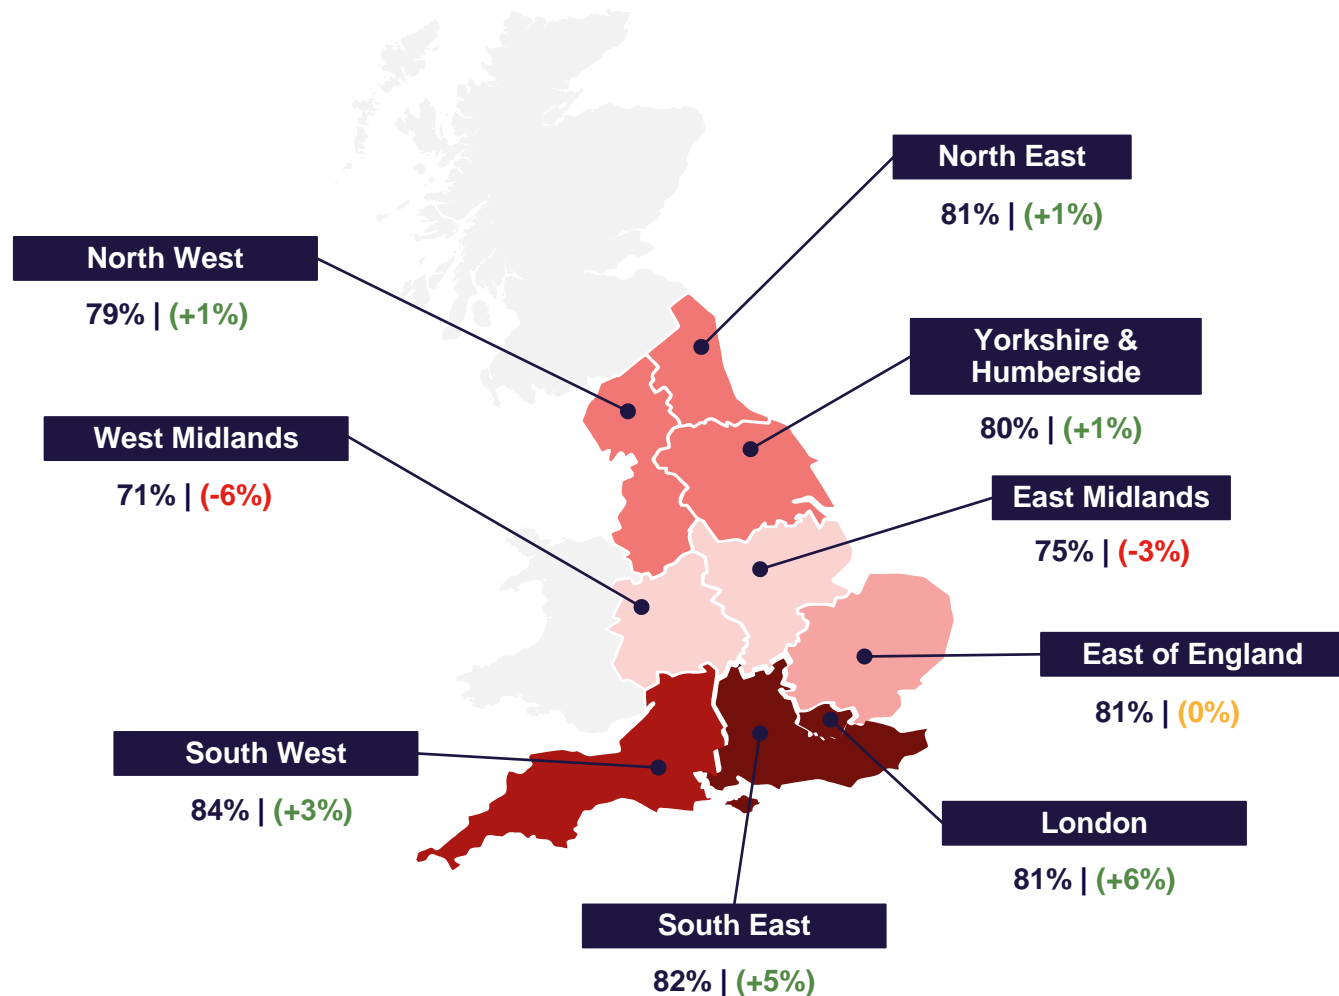 North East
81% | (+1%)
North West
79% | (+1%)
Yorkshire &
Humberside
80% | (+1%)
West Midlands
71% | (-6%)
East Midlands
75% | (-3%)
East of England
81% | (0%)
South West
84% | (+3%)
London
81% | (+6%)
South East
82% | (+5%)